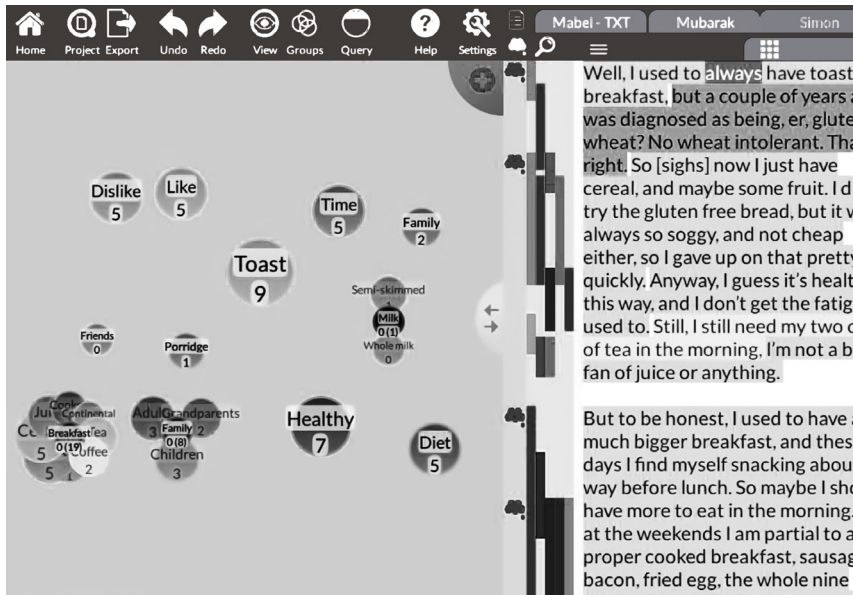 Home Project Export Undo Redo View Groups Query Help Settings
Mabel - TXT Mubarak Simon
Dislike
5
Like
5
Time
5
Family
2
Toast
9
Semi-skimmed
1
Milk
0 (1)
Whole milk
0
Friends
0
Porridge
1
Cooked
Continental
Tea
Breakfast
0 (19)
5
5
1
Coffee
2
Adul
3
Grandparents
2
Family
0 (8)
Children
3
Healthy
7
Diet
5
Well, I used to always have toast
breakfast, but a couple of years a
was diagnosed as being, er, glute
wheat? No wheat intolerant. Tha
right. So [sighs] now I just have
cereal, and maybe some fruit. I d
try the gluten free bread, but it w
always so soggy, and not cheap
either, so I gave up on that pretty
quickly. Anyway, I guess it's healt
this way, and I don't get the fatig
used to. Still, I still need my two c
of tea in the morning, I'm not a b
fan of juice or anything.
But to be honest, I used to have a
much bigger breakfast, and thes
days I find myself snacking abou
way before lunch. So maybe I sho
have more to eat in the morning.
at the weekends I am partial to a
proper cooked breakfast, sausag
bacon, fried egg, the whole nine